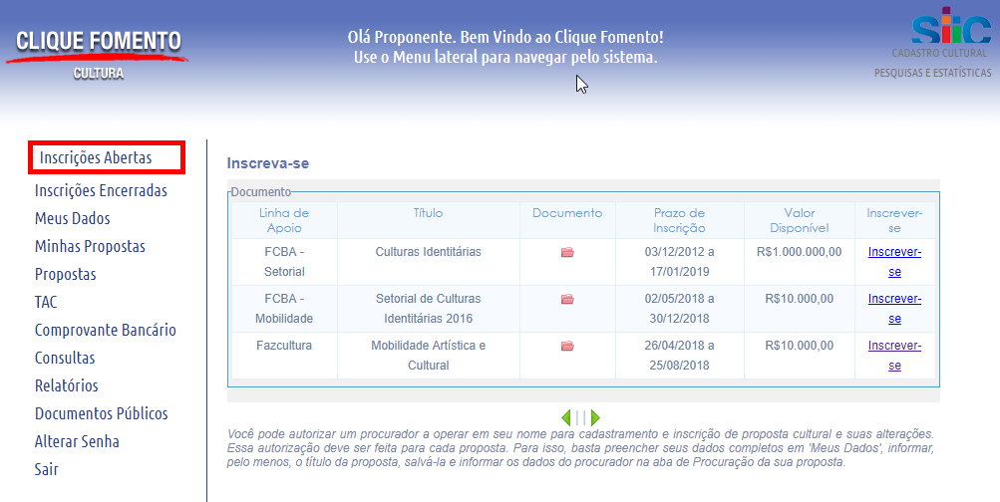 CLIQUE FOMENTO
CULTURA
Olá Proponente. Bem Vindo ao Clique Fomento!
Use o Menu lateral para navegar pelo sistema.
SIIC
CADASTRO CULTURAL
PESQUISAS E ESTATÍSTICAS
Inscrições Abertas
Inscrições Encerradas
Meus Dados
Minhas Propostas
Propostas
TAC
Comprovante Bancário
Consultas
Relatórios
Documentos Públicos
Alterar Senha
Sair
Inscreva-se
Documento
Linha de Apoio
Título
Documento
Prazo de Inscrição
Valor Disponível
Inscrever-se
FCBA - Setorial
Culturas Identitárias
03/12/2012 a 17/01/2019
R$1.000.000,00
Inscrever-se
FCBA - Mobilidade
Setorial de Culturas Identitárias 2016
02/05/2018 a 30/12/2018
R$10.000,00
Inscrever-se
Fazcultura
Mobilidade Artística e Cultural
26/04/2018 a 25/08/2018
R$10.000,00
Inscrever-se
Você pode autorizar um procurador a operar em seu nome para cadastramento e inscrição de proposta cultural e suas alterações.
Essa autorização deve ser feita para cada proposta. Para isso, basta preencher seus dados completos em 'Meus Dados', informar,
pelo menos, o título da proposta, salvá-la e informar os dados do procurador na aba de Procuração da sua proposta.